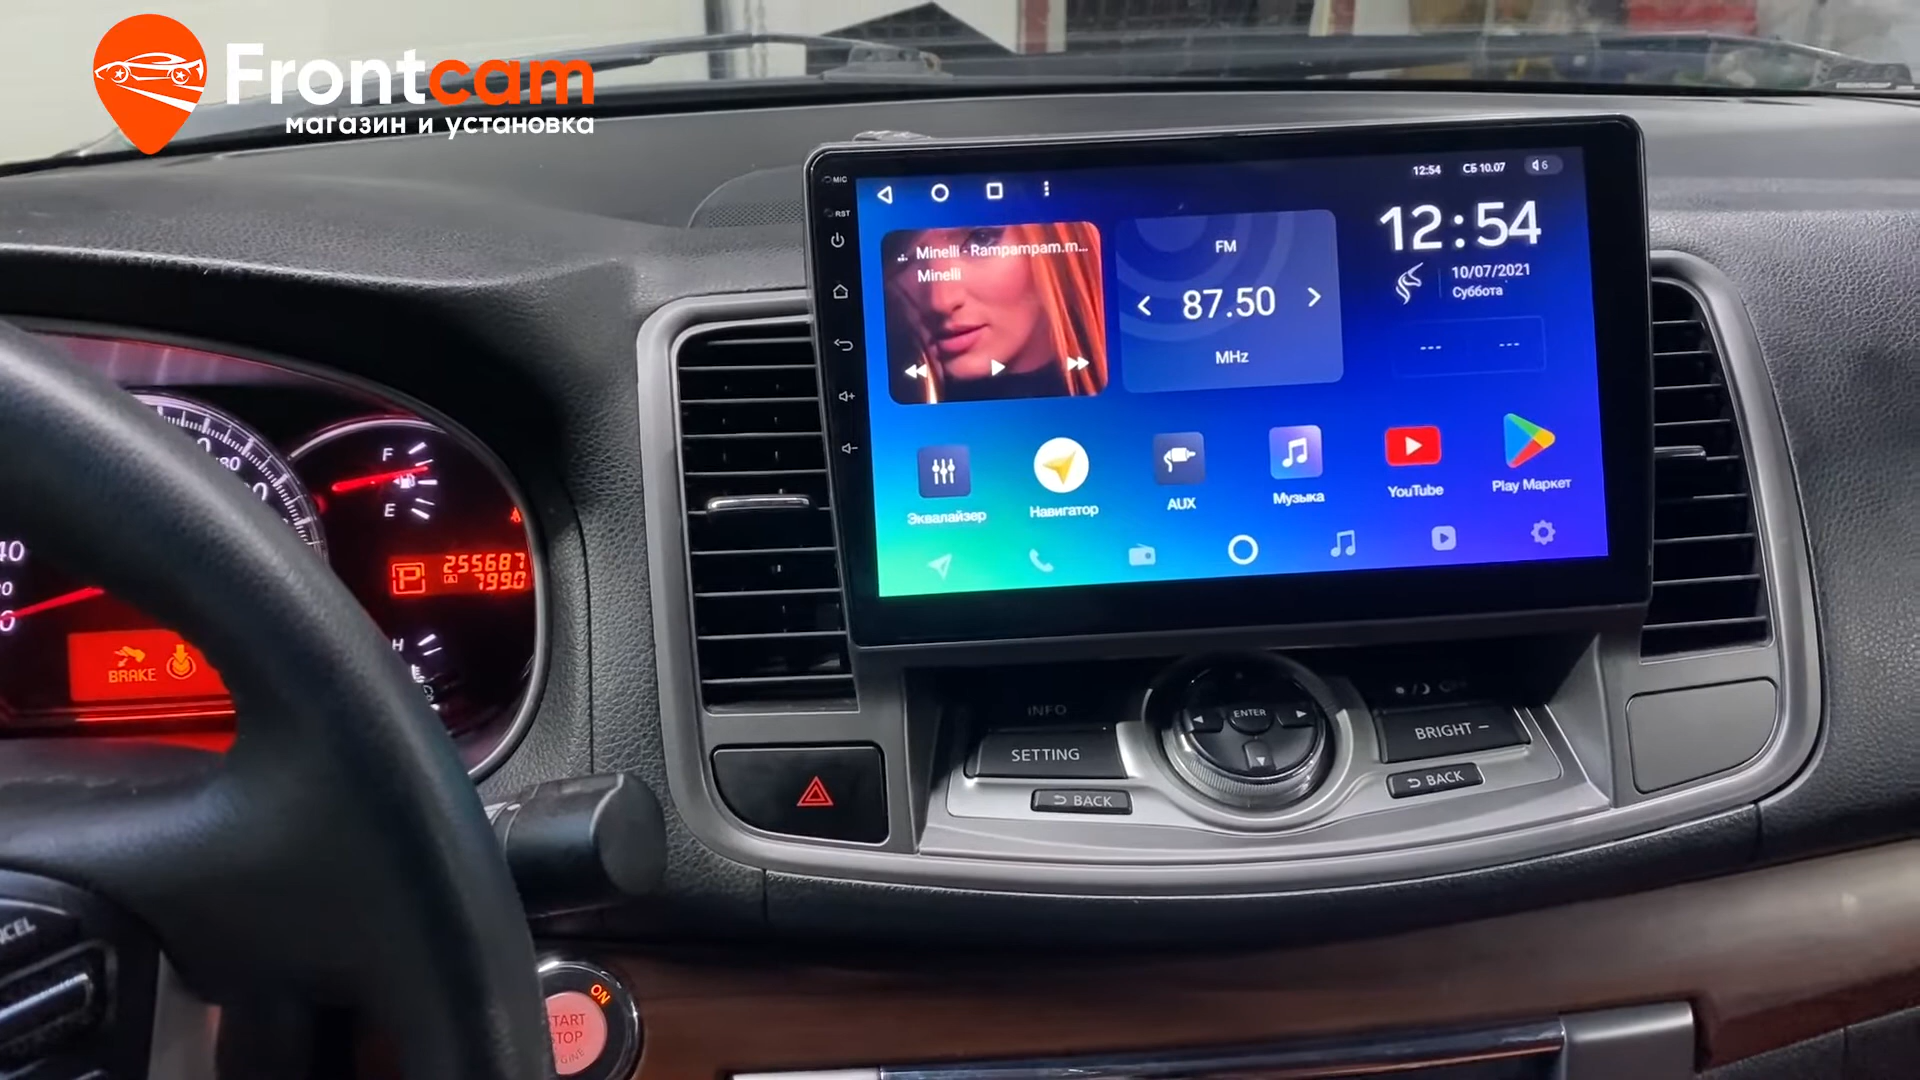 Frontcam
магазин и установка
MIC
RST
12:54 СБ 10.07 6
Minelli - Rampampam.m...
Minelli
FM
87.50
MHz
12:54
10/07/2021
Суббота
--- ---
Эквалайзер
Навигатор
AUX
Музыка
YouTube
Play Маркет
F
E
P
255687
A 799.0
H
BRAKE
INFO
SETTING
BACK
ENTER
BRIGHT –
BACK
ON
START
STOP